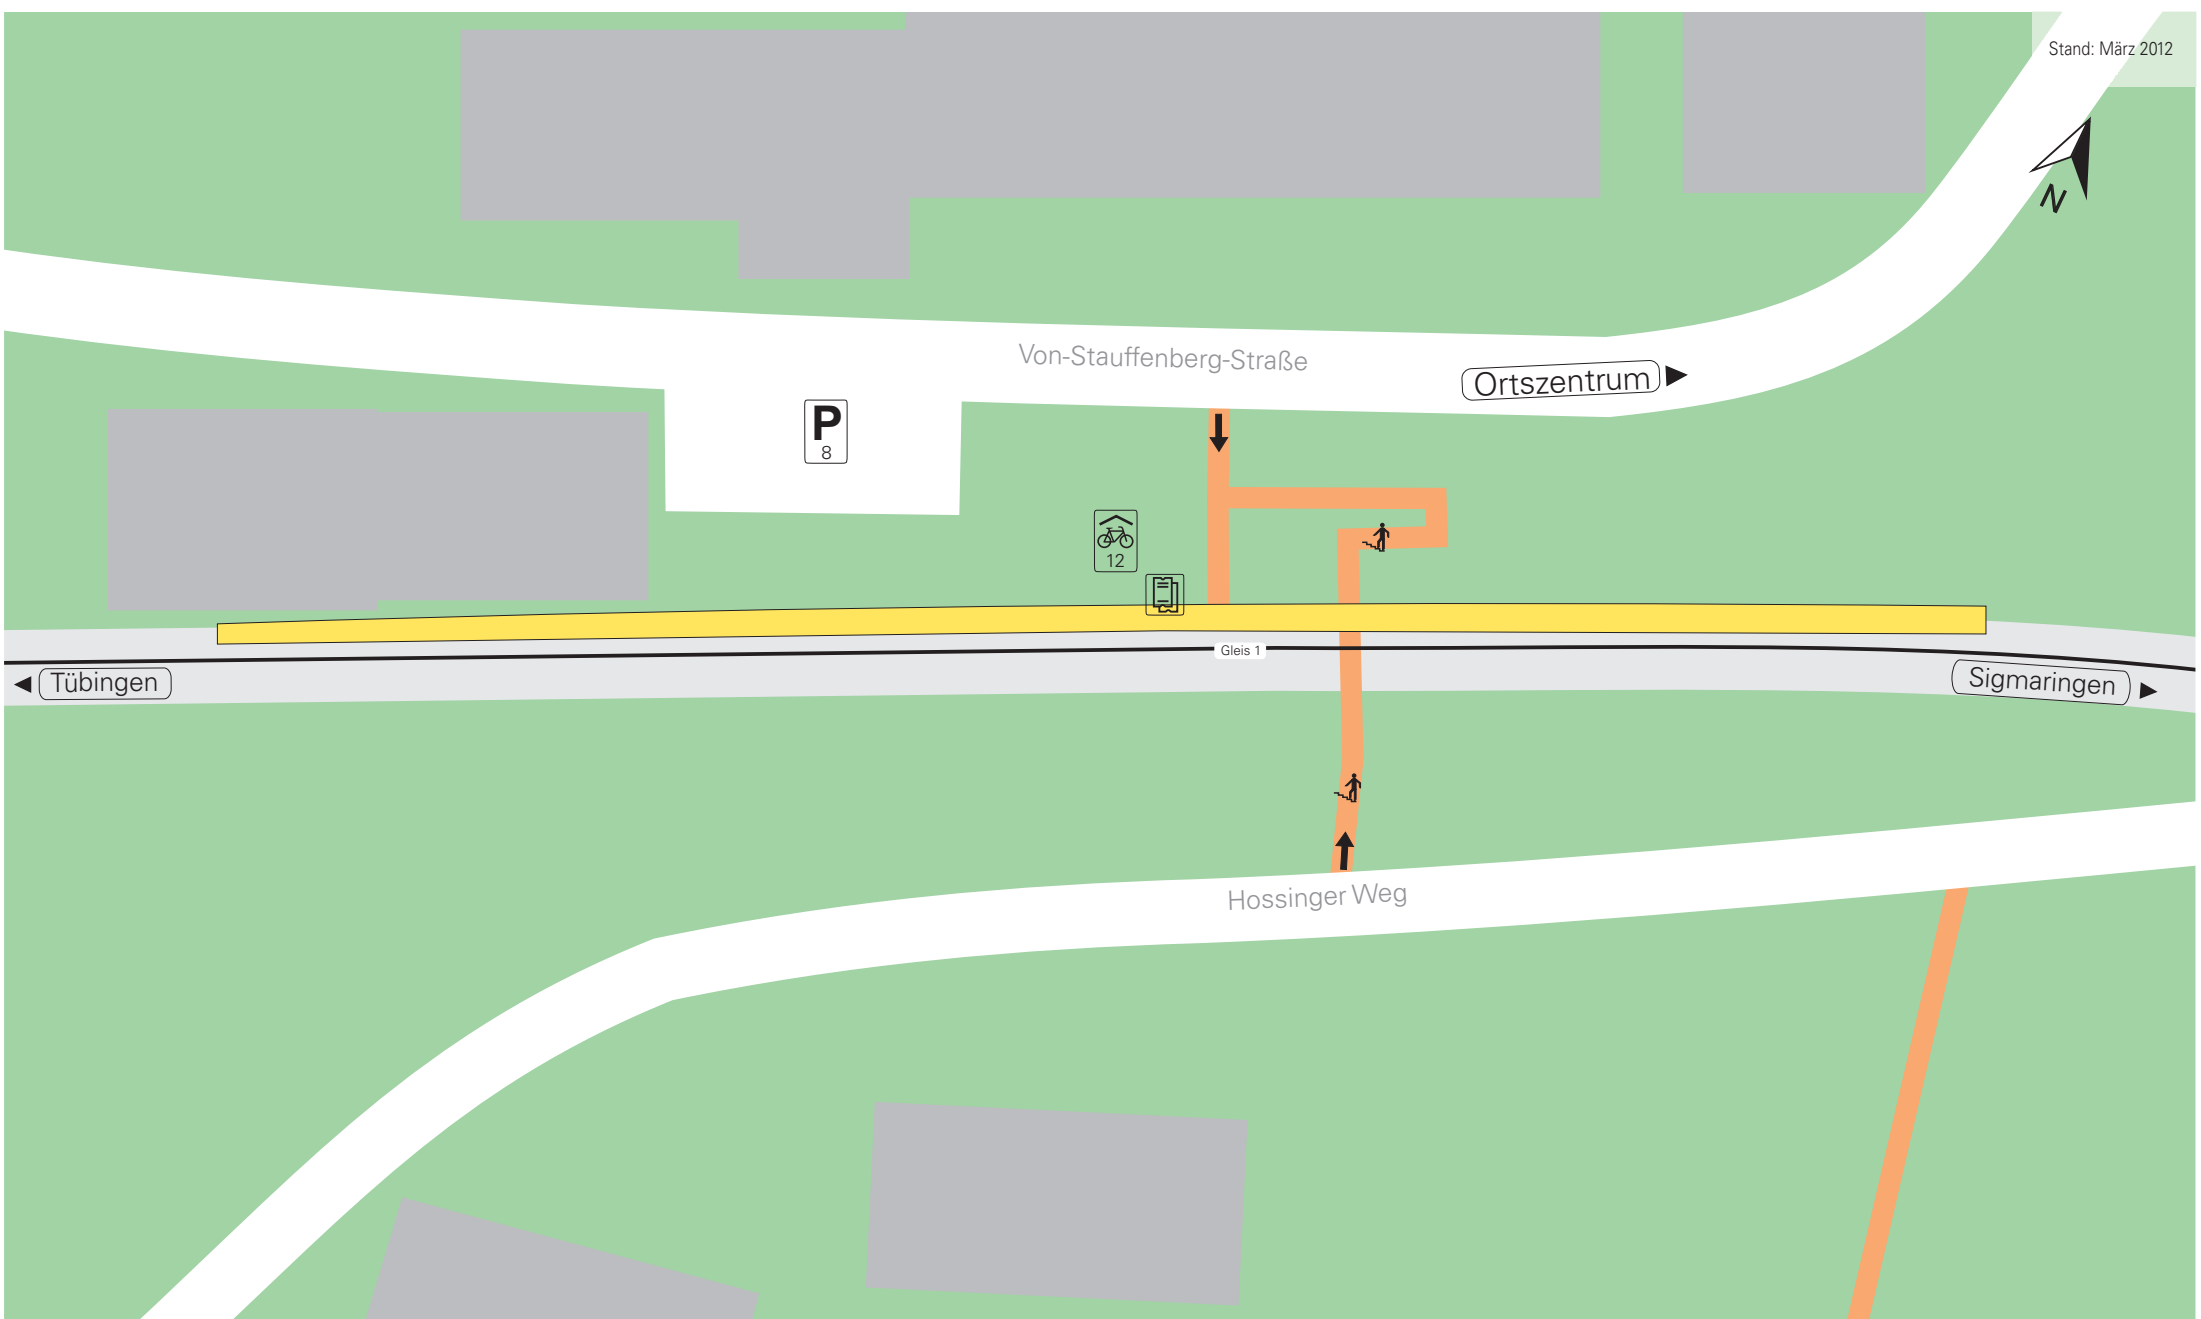 Stand: März 2012
N
Von-Stauffenberg-Straße
Ortszentrum
P
8
12
Gleis 1
Tübingen
Sigmaringen
Hossinger Weg